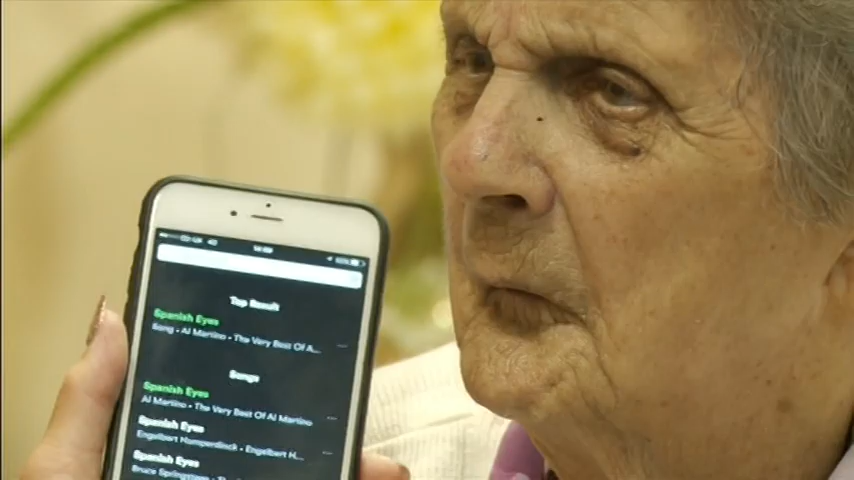 Top Result
Spanish Eyes
Song • Al Martino • The Very Best Of A...
Songs
Spanish Eyes
Al Martino • The Very Best Of Al Martino
Spanish Eyes
Engelbert Humperdinck • Engelbert H...
Spanish Eyes
Bruce Springsteen